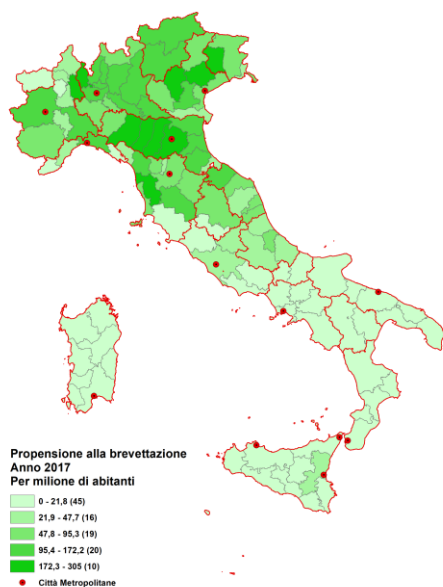 Propensione alla brevettazione
Anno 2017
Per milione di abitanti
0 - 21,8 (45)
21,9 - 47,7 (16)
47,8 - 95,3 (19)
95,4 - 172,2 (20)
172,3 - 305 (10)
Città Metropolitane